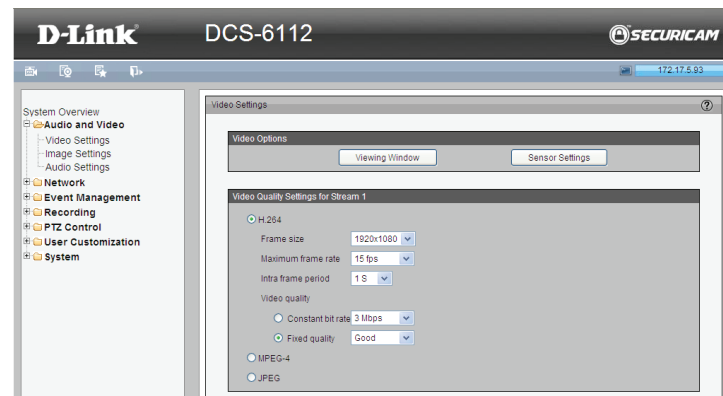 D-Link
DCS-6112
SECURICAM
172.17.5.93
System Overview
Audio and Video
Video Settings
Image Settings
Audio Settings
Network
Event Management
Recording
PTZ Control
User Customization
System
Video Settings
?
Video Options
Viewing Window Sensor Settings
Video Quality Settings for Stream 1
H.264
Frame size 1920x1080
Maximum frame rate 15 fps
Intra frame period 1 S
Video quality
Constant bit rate 3 Mbps
Fixed quality Good
MPEG-4
JPEG